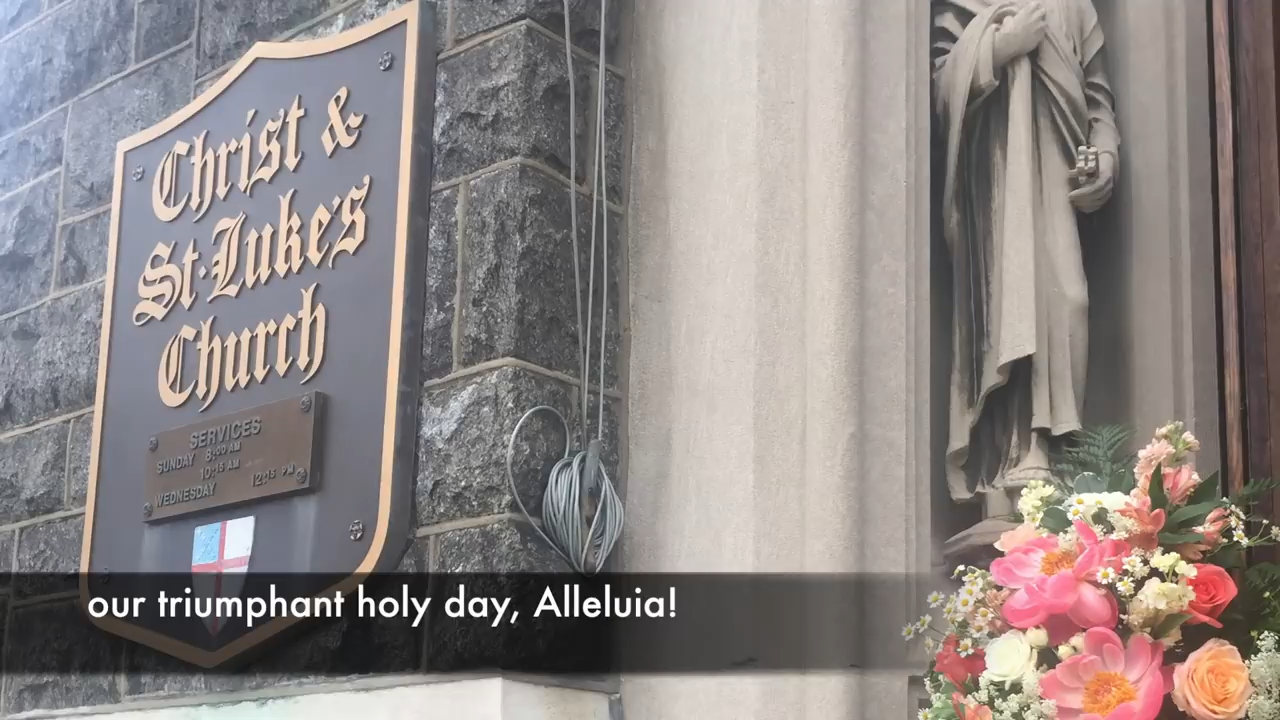 Christ &
St. Luke's
Church
SERVICES
SUNDAY 8:00 AM
10:15 AM
WEDNESDAY 12:15 PM
our triumphant holy day, Alleluia!